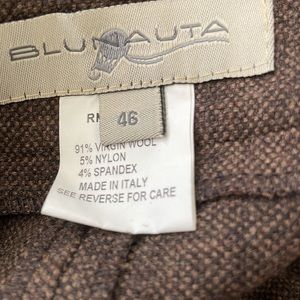 BLUNAUTA
RN
46
91% VIRGIN WOOL
5% NYLON
4% SPANDEX
MADE IN ITALY
SEE REVERSE FOR CARE